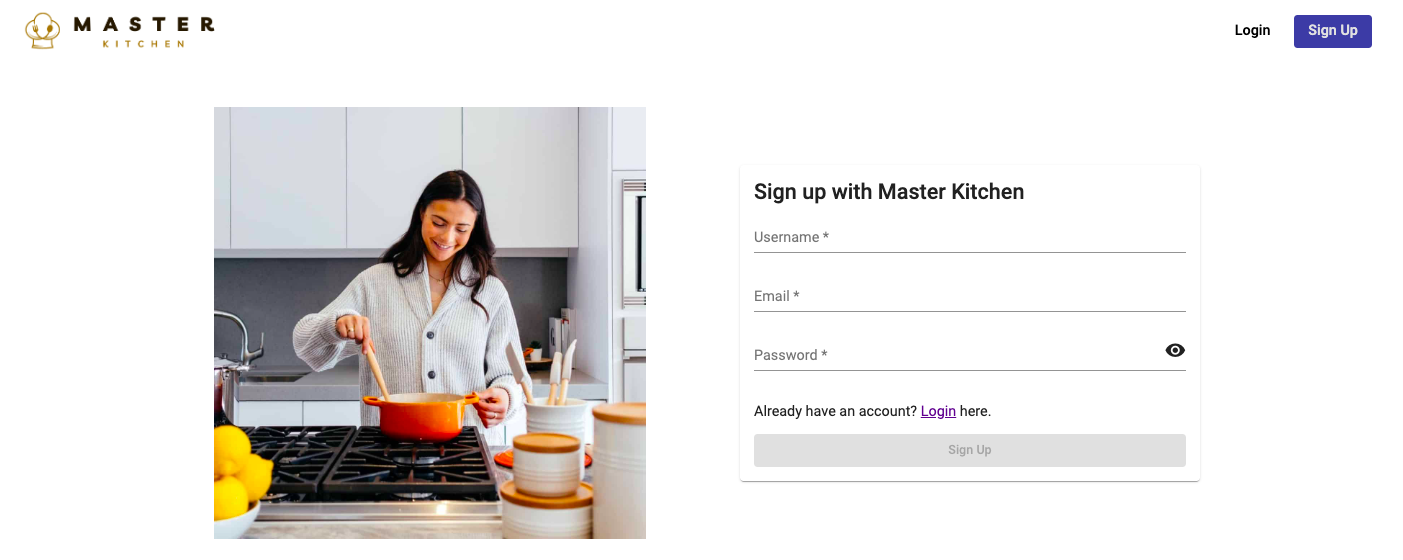 MASTER
KITCHEN
Login
Sign Up
Sign up with Master Kitchen
Username *
Email *
Password *
Already have an account? Login here.
Sign Up